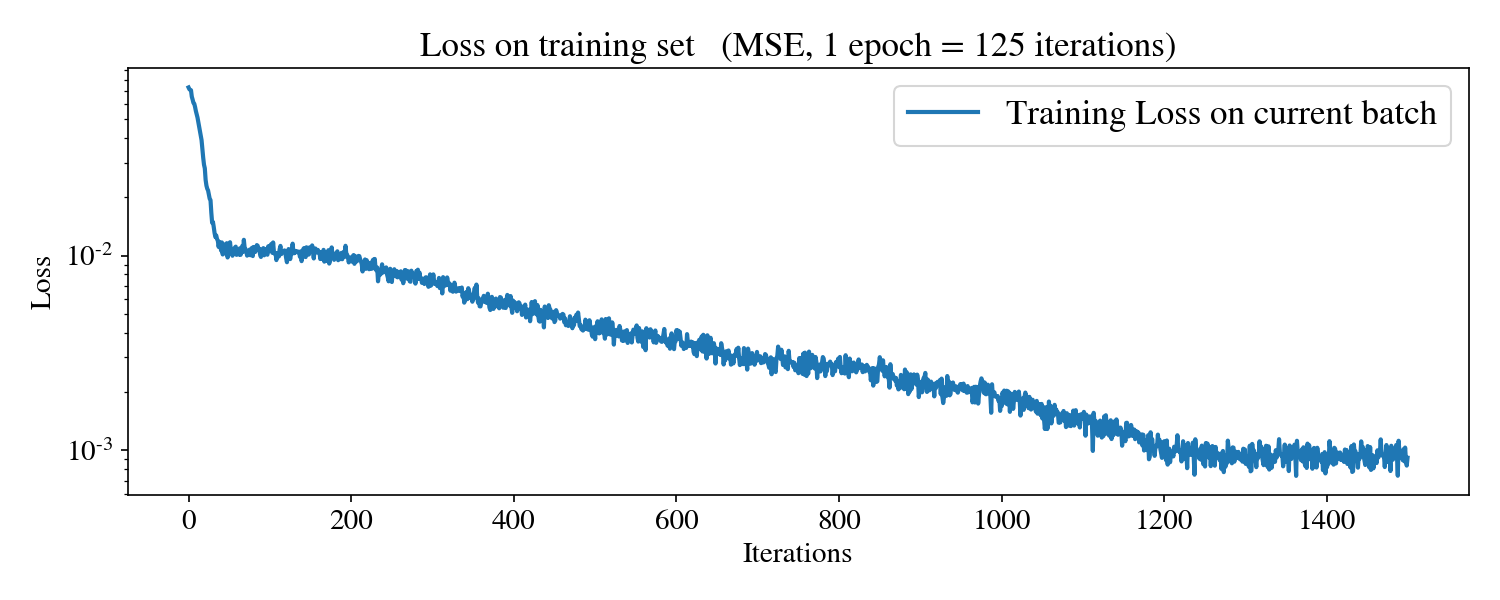 Loss on training set (MSE, 1 epoch = 125 iterations)
Training Loss on current batch
Loss
10^-2
10^-3
0 200 400 600 800 1000 1200 1400
Iterations